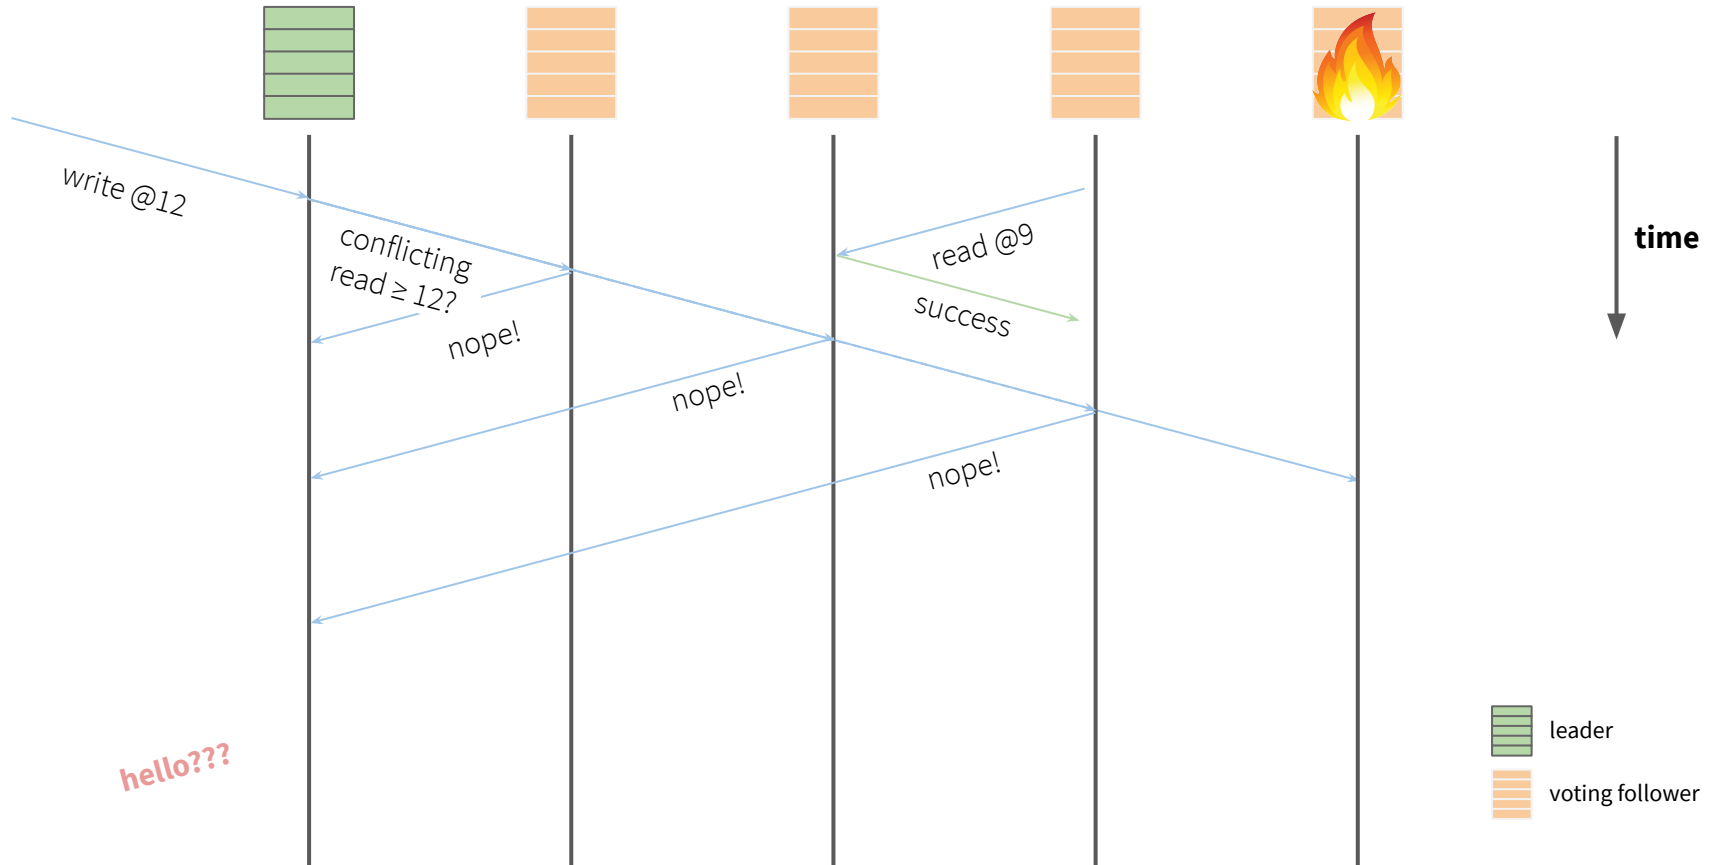 write @12
conflicting
read ≥ 12?
nope!
read @9
success
time
nope!
nope!
hello???
leader
voting follower